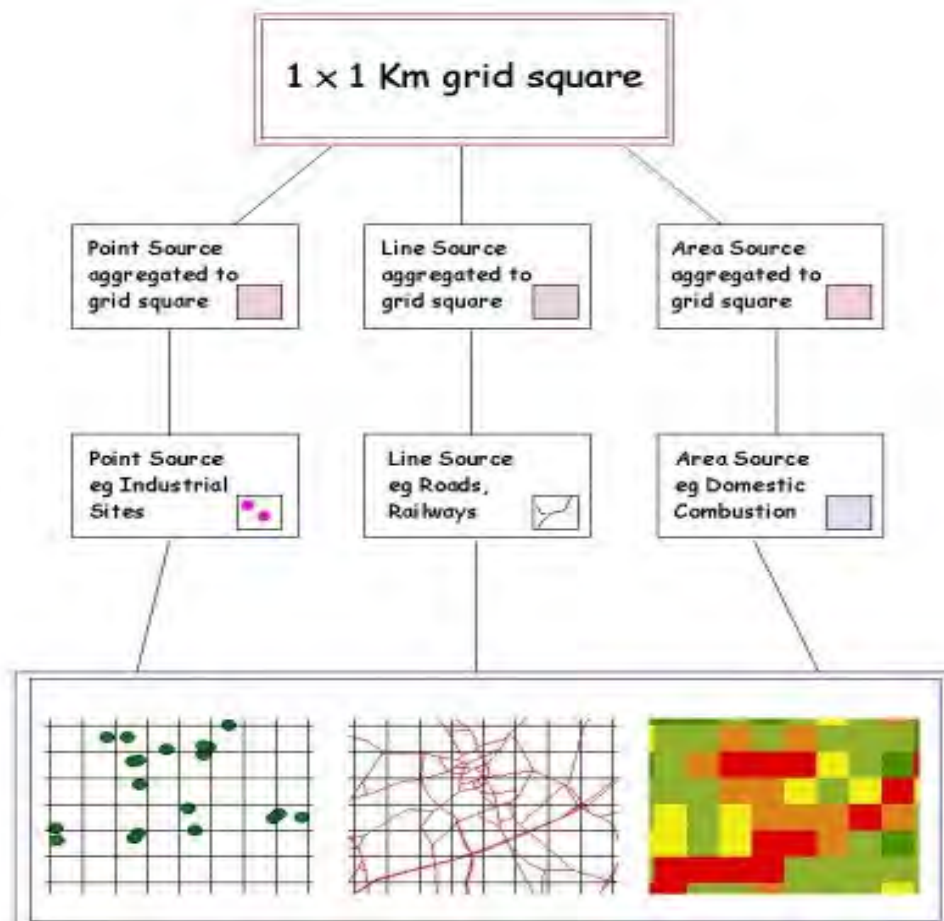 1 x 1 Km grid square
Point Source
aggregated to
grid square
Line Source
aggregated to
grid square
Area Source
aggregated to
grid square
Point Source
eg Industrial
Sites
Line Source
eg Roads,
Railways
Area Source
eg Domestic
Combustion